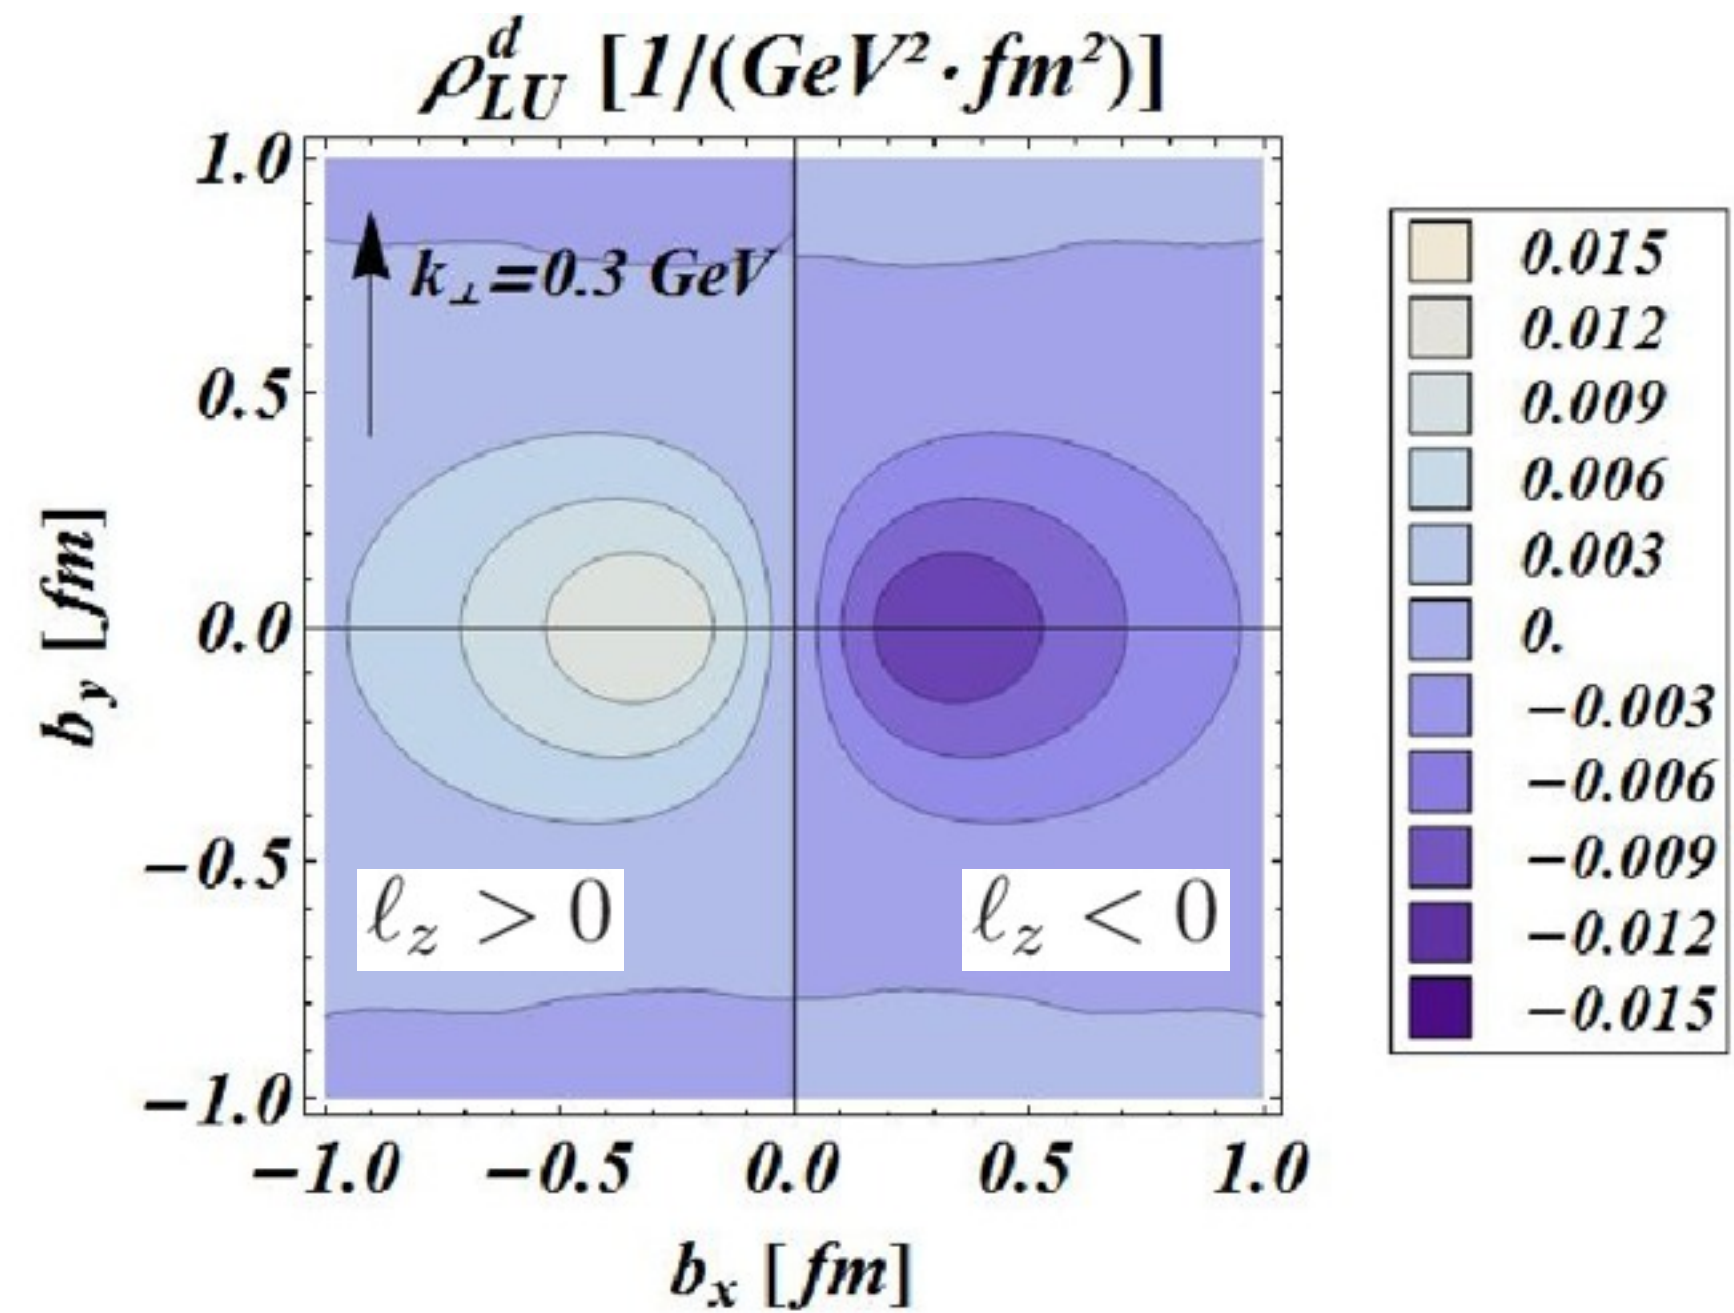 ρ^d_LU [1/(GeV²·fm²)]
1.0
k⊥=0.3 GeV
0.5
0.0
−0.5
−1.0
b_y [fm]
ℓ_z > 0
ℓ_z < 0
−1.0 −0.5 0.0 0.5 1.0
b_x [fm]
0.015
0.012
0.009
0.006
0.003
0.
−0.003
−0.006
−0.009
−0.012
−0.015